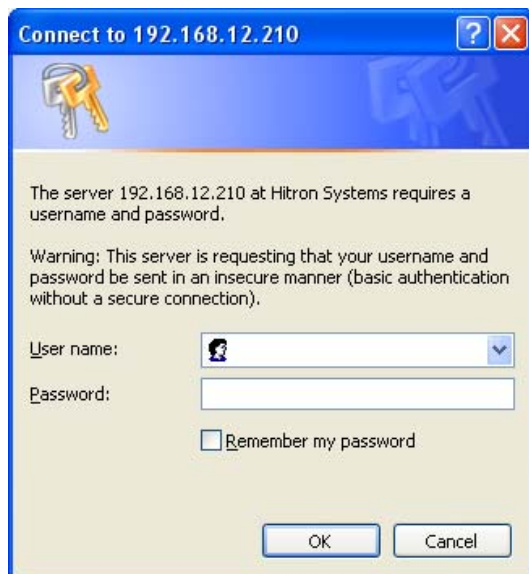 Connect to 192.168.12.210
The server 192.168.12.210 at Hitron Systems requires a
username and password.
Warning: This server is requesting that your username and
password be sent in an insecure manner (basic authentication
without a secure connection).
User name:
Password:
Remember my password
OK
Cancel